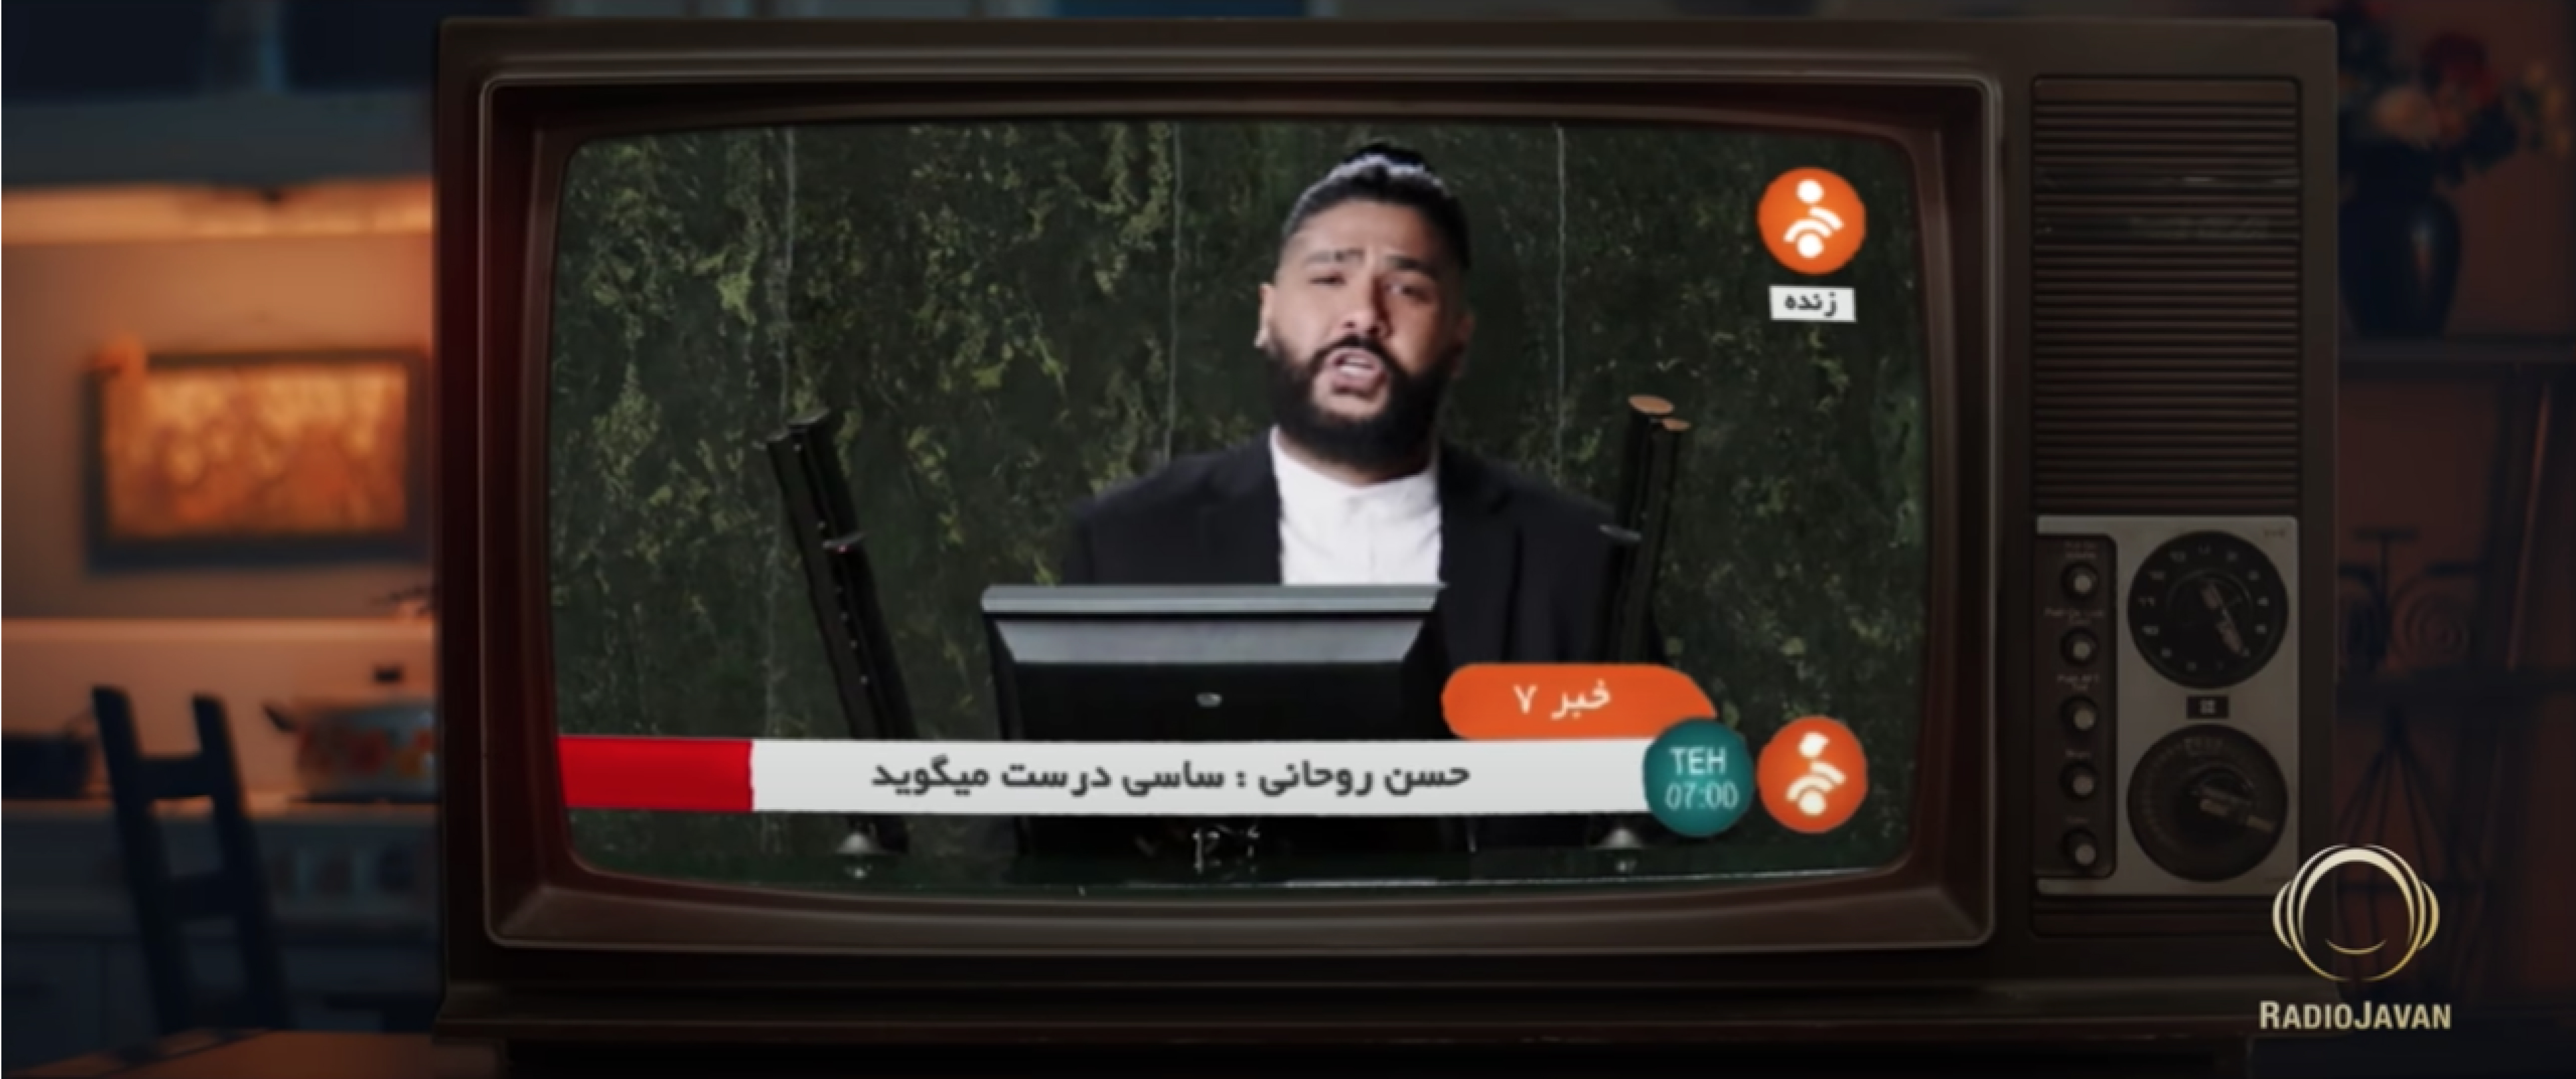 زنده
خبر ۷
حسن روحانی : ساسی درست میگوید
TEH
07:00
RADIOJAVAN